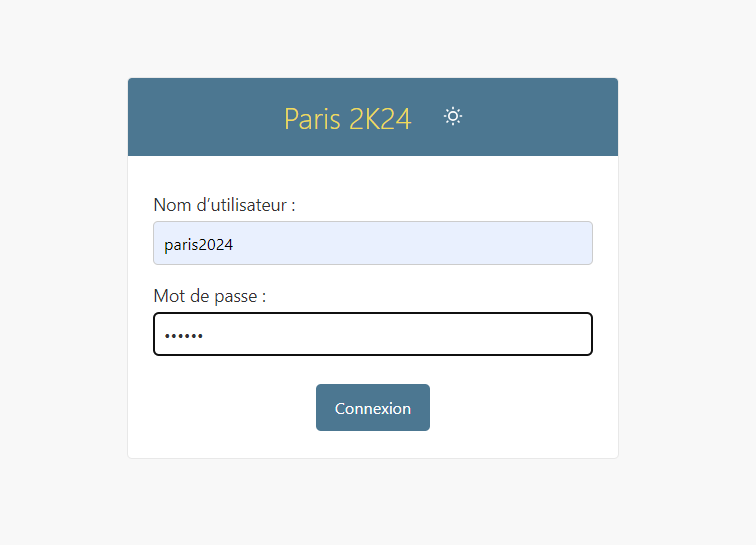 Paris 2K24
Nom d’utilisateur :
paris2024
Mot de passe :
••••••
Connexion